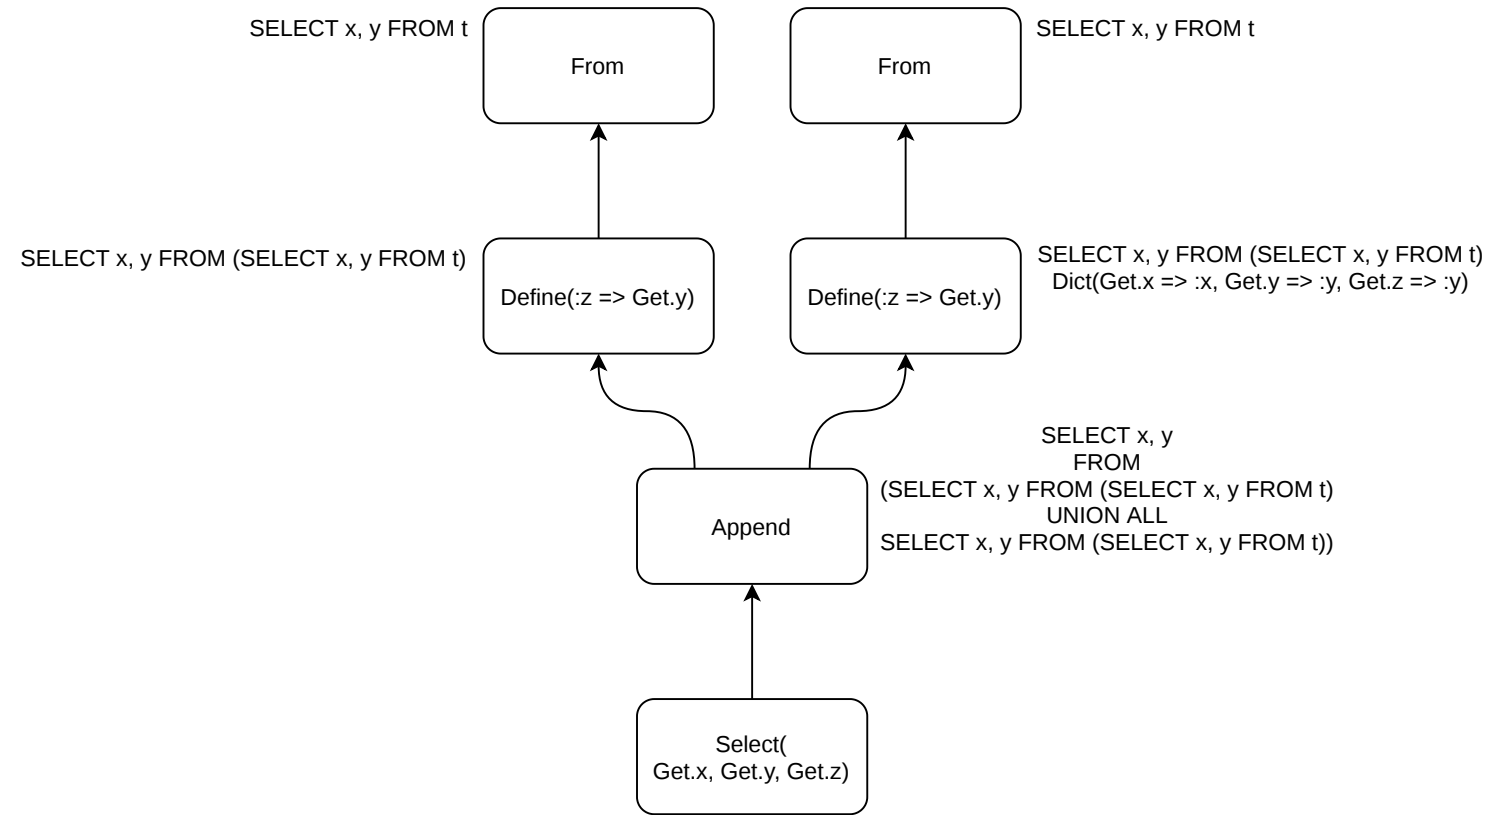 SELECT x, y FROM t
From
From
SELECT x, y FROM t
SELECT x, y FROM (SELECT x, y FROM t)
Define(:z => Get.y)
Define(:z => Get.y)
SELECT x, y FROM (SELECT x, y FROM t)
Dict(Get.x => :x, Get.y => :y, Get.z => :y)
Append
SELECT x, y
FROM
(SELECT x, y FROM (SELECT x, y FROM t)
UNION ALL
SELECT x, y FROM (SELECT x, y FROM t))
Select(
Get.x, Get.y, Get.z)